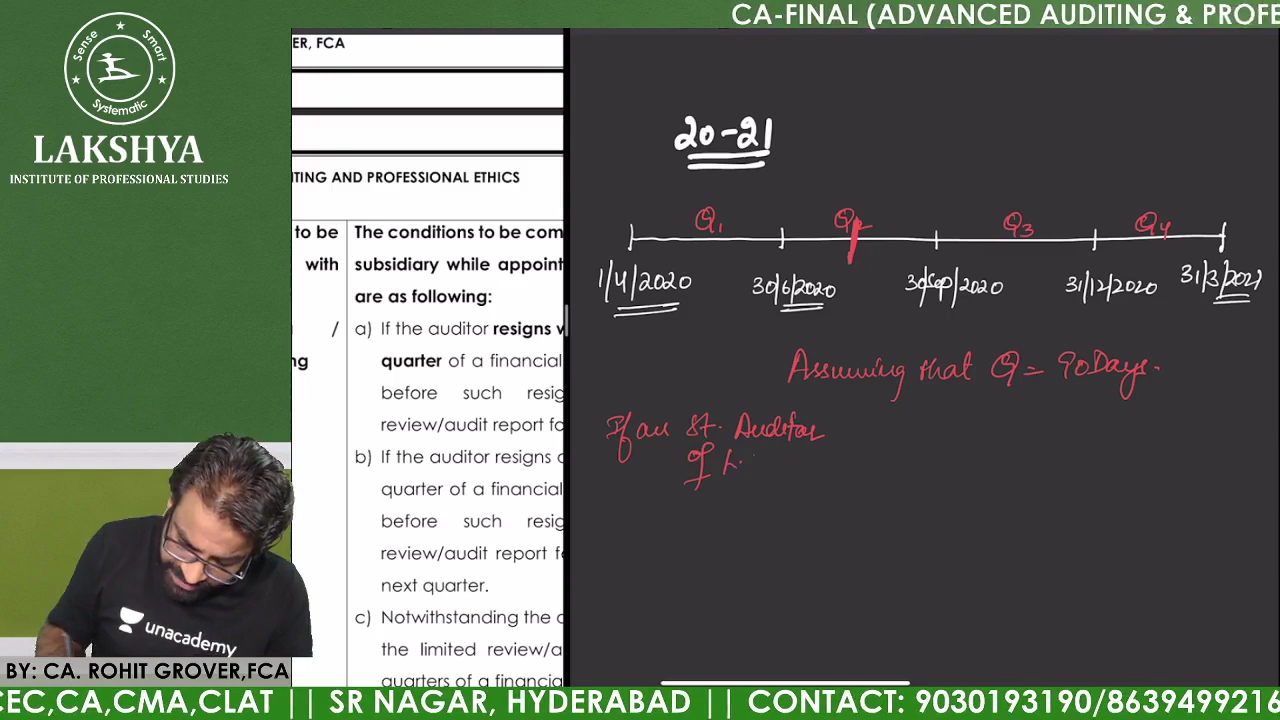 CA-FINAL (ADVANCED AUDITING & PROFE
Sense
Smart
Systematic
LAKSHYA
INSTITUTE OF PROFESSIONAL STUDIES
ER, FCA
ITING AND PROFESSIONAL ETHICS
to be
with
/
ng
The conditions to be com
subsidiary while appoint
are as following:
a) If the auditor resigns w
quarter of a financial
before such resig
review/audit report fo
b) If the auditor resigns a
quarter of a financial
before such resig
review/audit report fo
next quarter.
c) Notwithstanding the a
the limited review/a
quarters of a financia
20-21
Q1 Q2 Q3 Q4
1/4/2020 30/6/2020 30/Sep/2020 31/12/2020 31/3/2021
Assuming that Q = 90 Days.
If an St. Auditor
of L.
unacademy
BY: CA. ROHIT GROVER,FCA
CEC,CA,CMA,CLAT || SR NAGAR, HYDERABAD || CONTACT: 9030193190/8639499216